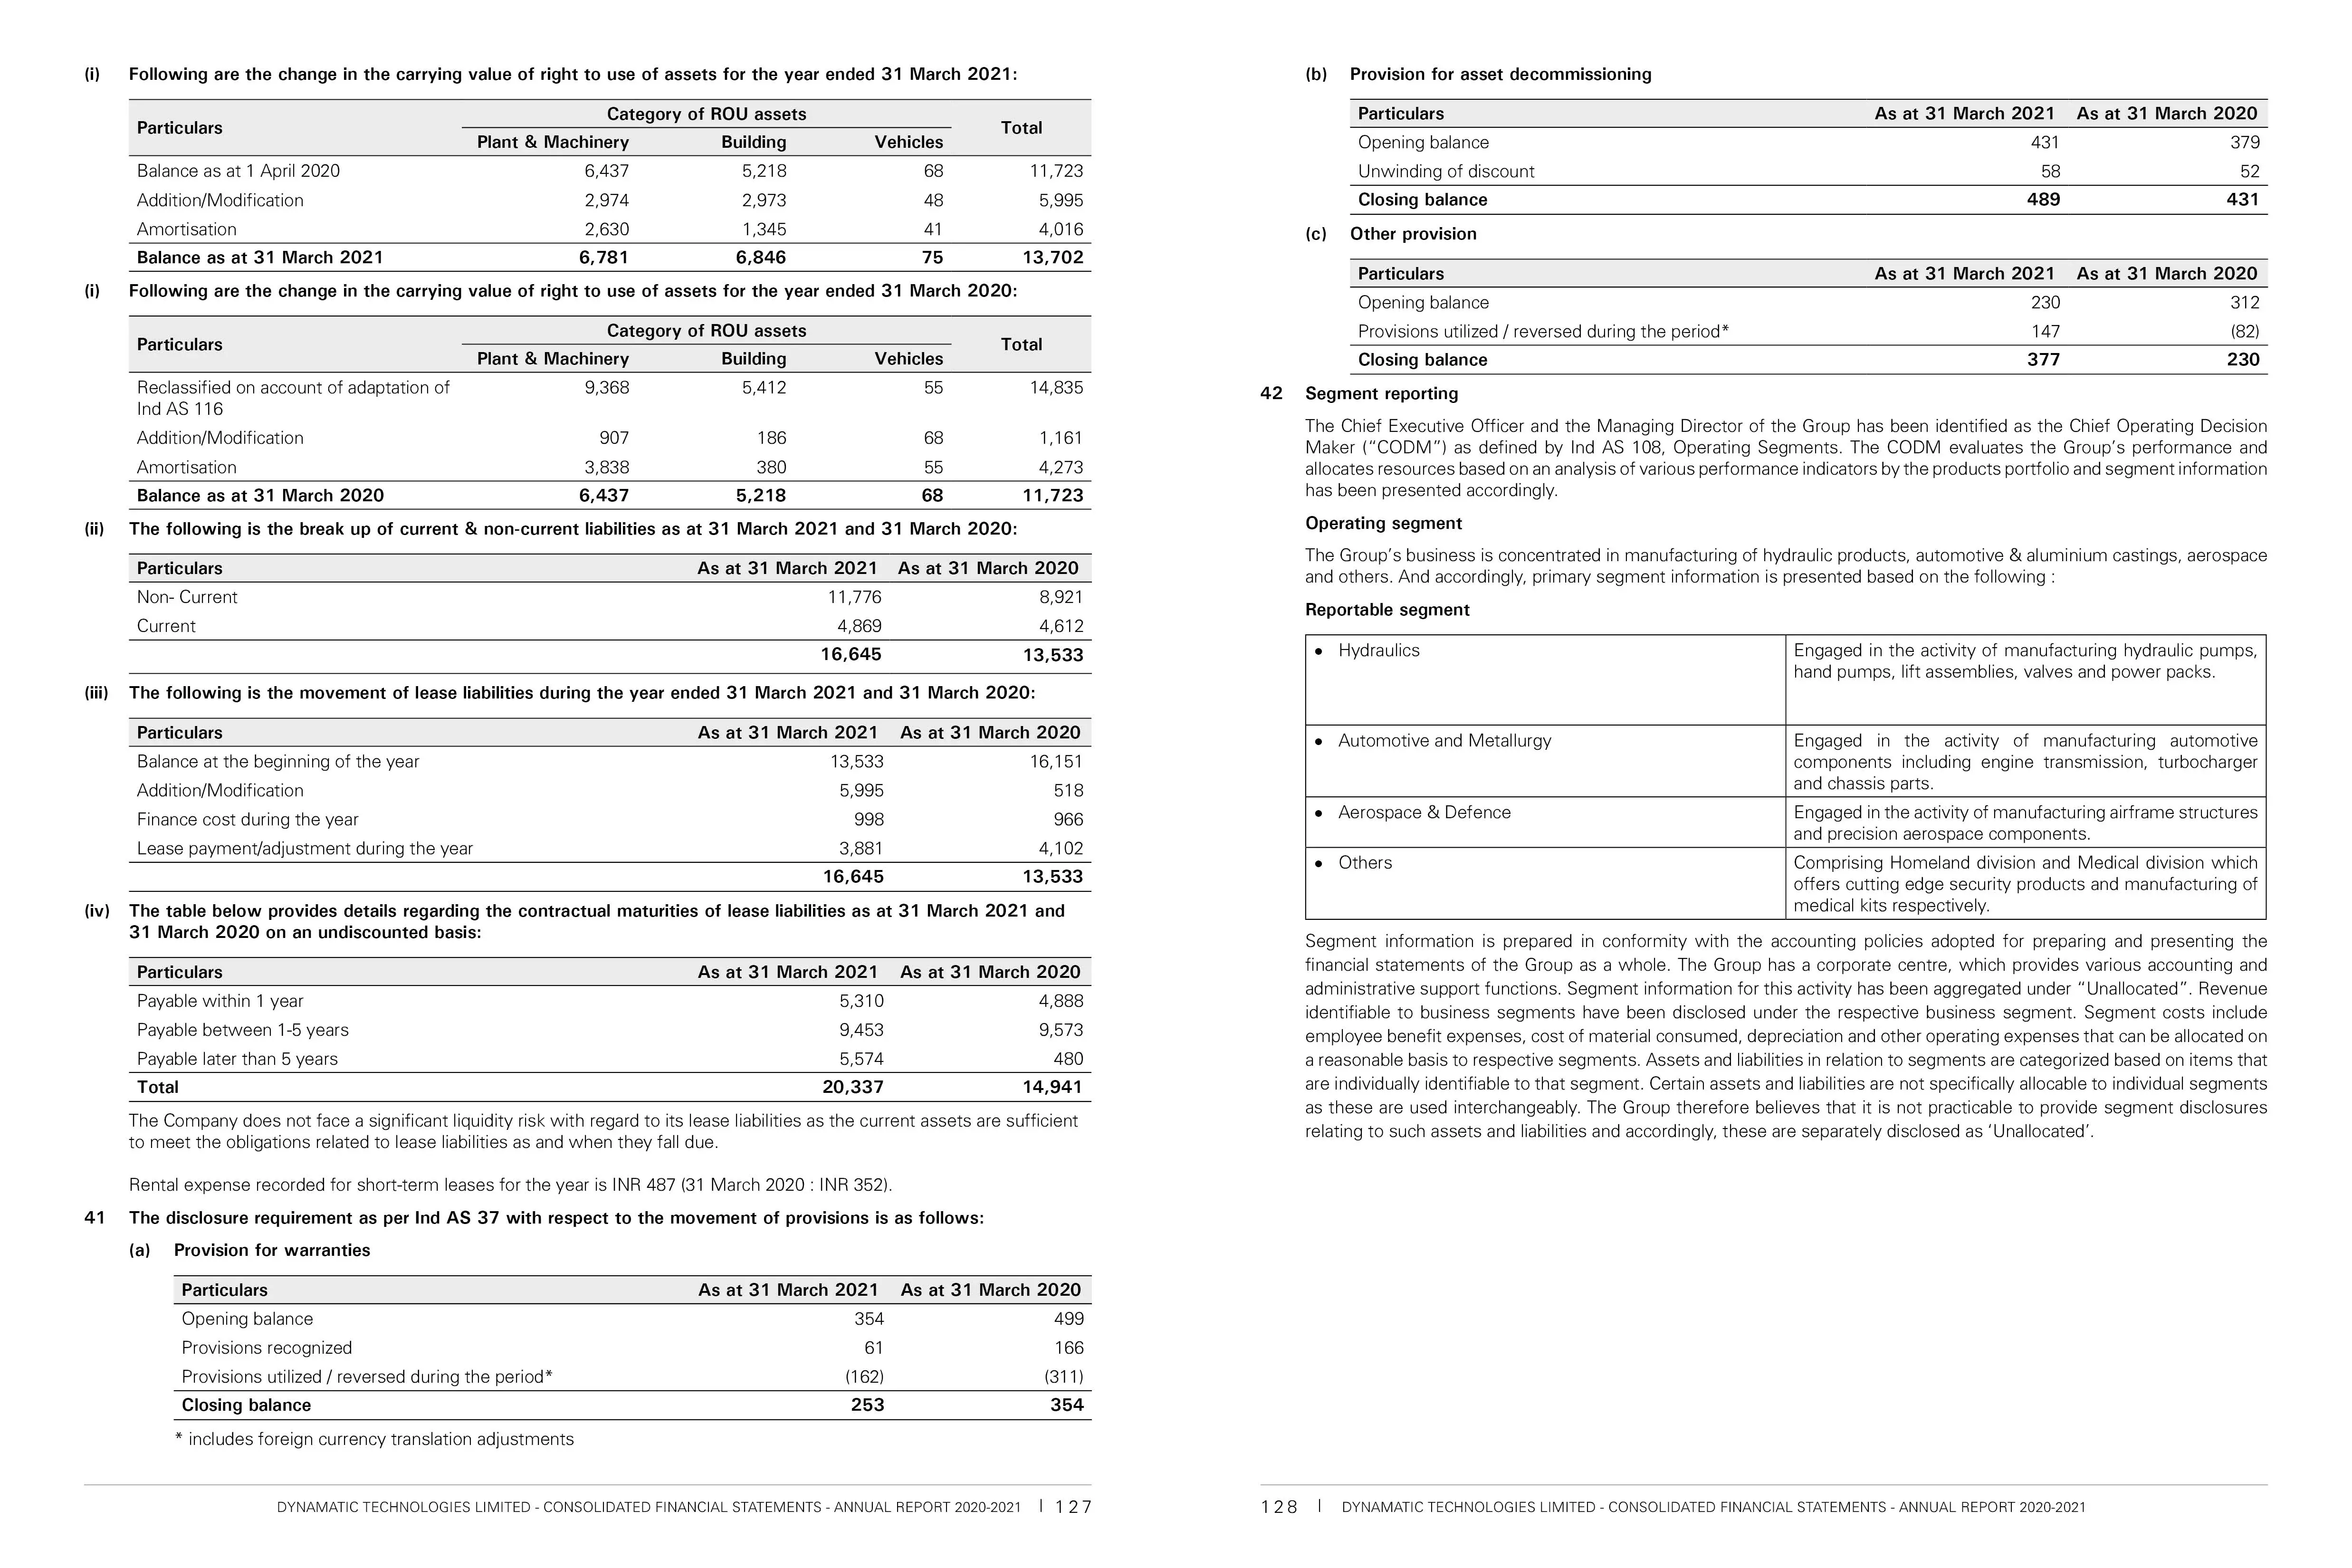 (i) Following are the change in the carrying value of right to use of assets for the year ended 31 March 2021:
Particulars Category of ROU assets Total
Plant & Machinery Building Vehicles
Balance as at 1 April 2020 6,437 5,218 68 11,723
Addition/Modification 2,974 2,973 48 5,995
Amortisation 2,630 1,345 41 4,016
Balance as at 31 March 2021 6,781 6,846 75 13,702
(i) Following are the change in the carrying value of right to use of assets for the year ended 31 March 2020:
Particulars Category of ROU assets Total
Plant & Machinery Building Vehicles
Reclassified on account of adaptation of 9,368 5,412 55 14,835
Ind AS 116
Addition/Modification 907 186 68 1,161
Amortisation 3,838 380 55 4,273
Balance as at 31 March 2020 6,437 5,218 68 11,723
(ii) The following is the break up of current & non-current liabilities as at 31 March 2021 and 31 March 2020:
Particulars As at 31 March 2021 As at 31 March 2020
Non- Current 11,776 8,921
Current 4,869 4,612
16,645 13,533
(iii) The following is the movement of lease liabilities during the year ended 31 March 2021 and 31 March 2020:
Particulars As at 31 March 2021 As at 31 March 2020
Balance at the beginning of the year 13,533 16,151
Addition/Modification 5,995 518
Finance cost during the year 998 966
Lease payment/adjustment during the year 3,881 4,102
16,645 13,533
(iv) The table below provides details regarding the contractual maturities of lease liabilities as at 31 March 2021 and
31 March 2020 on an undiscounted basis:
Particulars As at 31 March 2021 As at 31 March 2020
Payable within 1 year 5,310 4,888
Payable between 1-5 years 9,453 9,573
Payable later than 5 years 5,574 480
Total 20,337 14,941
The Company does not face a significant liquidity risk with regard to its lease liabilities as the current assets are sufficient
to meet the obligations related to lease liabilities as and when they fall due.
Rental expense recorded for short-term leases for the year is INR 487 (31 March 2020 : INR 352).
41 The disclosure requirement as per Ind AS 37 with respect to the movement of provisions is as follows:
(a) Provision for warranties
Particulars As at 31 March 2021 As at 31 March 2020
Opening balance 354 499
Provisions recognized 61 166
Provisions utilized / reversed during the period* (162) (311)
Closing balance 253 354
* includes foreign currency translation adjustments
DYNAMATIC TECHNOLOGIES LIMITED - CONSOLIDATED FINANCIAL STATEMENTS - ANNUAL REPORT 2020-2021 | 127
(b) Provision for asset decommissioning
Particulars As at 31 March 2021 As at 31 March 2020
Opening balance 431 379
Unwinding of discount 58 52
Closing balance 489 431
(c) Other provision
Particulars As at 31 March 2021 As at 31 March 2020
Opening balance 230 312
Provisions utilized / reversed during the period* 147 (82)
Closing balance 377 230
42 Segment reporting
The Chief Executive Officer and the Managing Director of the Group has been identified as the Chief Operating Decision
Maker (“CODM”) as defined by Ind AS 108, Operating Segments. The CODM evaluates the Group’s performance and
allocates resources based on an analysis of various performance indicators by the products portfolio and segment information
has been presented accordingly.
Operating segment
The Group’s business is concentrated in manufacturing of hydraulic products, automotive & aluminium castings, aerospace
and others. And accordingly, primary segment information is presented based on the following :
Reportable segment
• Hydraulics Engaged in the activity of manufacturing hydraulic pumps,
hand pumps, lift assemblies, valves and power packs.
• Automotive and Metallurgy Engaged in the activity of manufacturing automotive
components including engine transmission, turbocharger
and chassis parts.
• Aerospace & Defence Engaged in the activity of manufacturing airframe structures
and precision aerospace components.
• Others Comprising Homeland division and Medical division which
offers cutting edge security products and manufacturing of
medical kits respectively.
Segment information is prepared in conformity with the accounting policies adopted for preparing and presenting the
financial statements of the Group as a whole. The Group has a corporate centre, which provides various accounting and
administrative support functions. Segment information for this activity has been aggregated under “Unallocated”. Revenue
identifiable to business segments have been disclosed under the respective business segment. Segment costs include
employee benefit expenses, cost of material consumed, depreciation and other operating expenses that can be allocated on
a reasonable basis to respective segments. Assets and liabilities in relation to segments are categorized based on items that
are individually identifiable to that segment. Certain assets and liabilities are not specifically allocable to individual segments
as these are used interchangeably. The Group therefore believes that it is not practicable to provide segment disclosures
relating to such assets and liabilities and accordingly, these are separately disclosed as ‘Unallocated’.
128 | DYNAMATIC TECHNOLOGIES LIMITED - CONSOLIDATED FINANCIAL STATEMENTS - ANNUAL REPORT 2020-2021